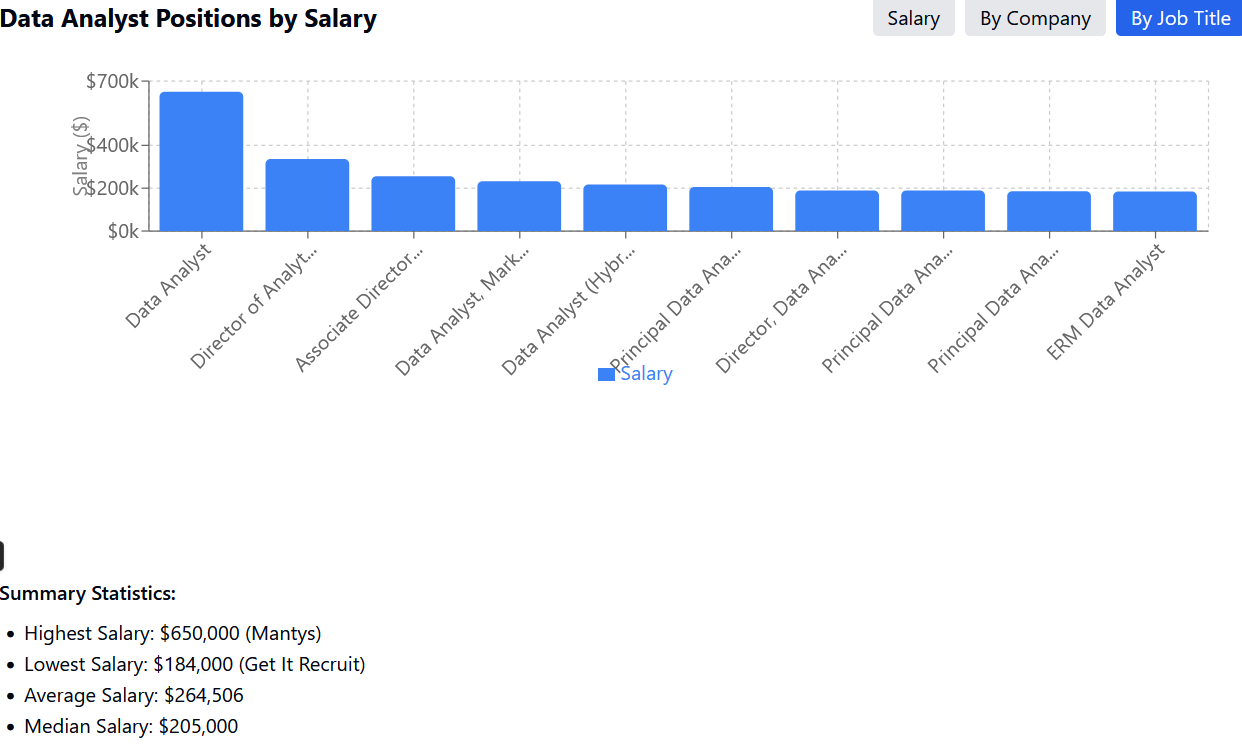 Data Analyst Positions by Salary
Salary
By Company
By Job Title
Salary ($)
$700k
$400k
$200k
$0k
Data Analyst
Director of Analyt...
Associate Director...
Data Analyst, Mark...
Data Analyst (Hybr...
Principal Data Ana...
Director, Data Ana...
Principal Data Ana...
Principal Data Ana...
ERM Data Analyst
Salary
Summary Statistics:
• Highest Salary: $650,000 (Mantys)
• Lowest Salary: $184,000 (Get It Recruit)
• Average Salary: $264,506
• Median Salary: $205,000